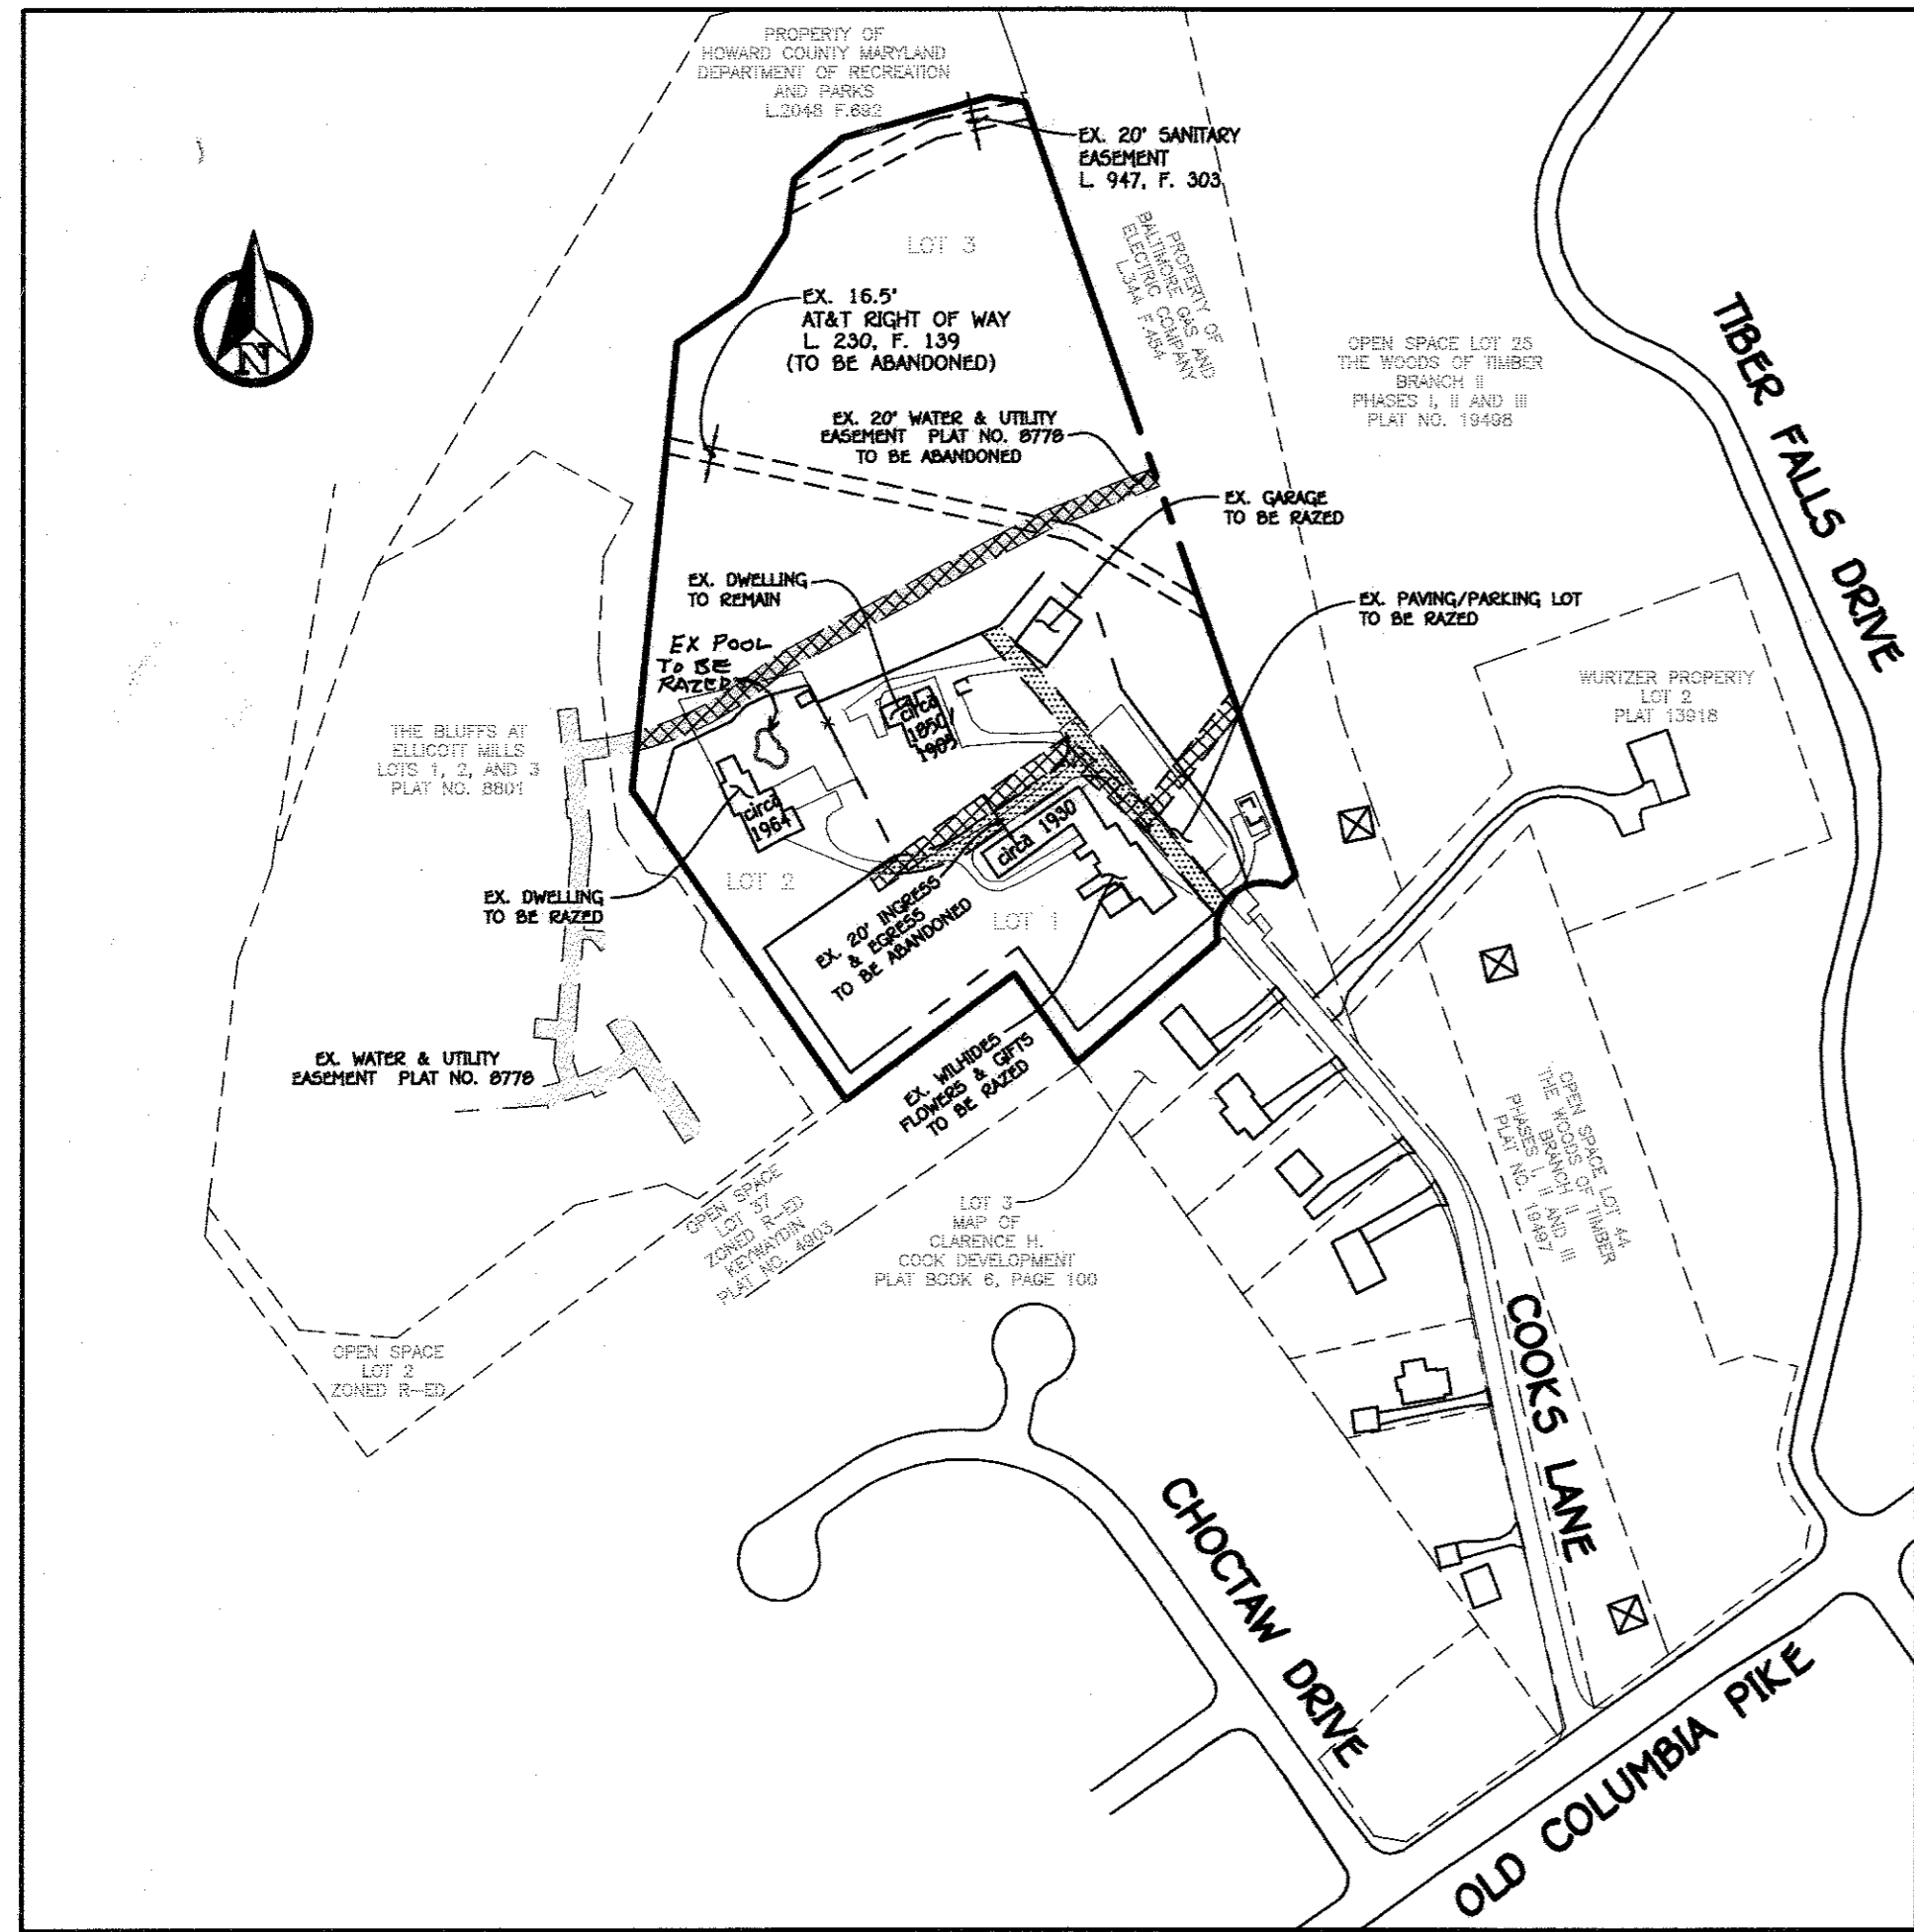 PROPERTY OF
HOWARD COUNTY MARYLAND
DEPARTMENT OF RECREATION
AND PARKS
L.2048 F.692
EX. 20' SANITARY
EASEMENT
L. 947, F. 303
LOT 3
PROPERTY OF
BALTIMORE GAS AND
ELECTRIC COMPANY
L.344 F.454
EX. 16.5'
AT&T RIGHT OF WAY
L. 230, F. 139
(TO BE ABANDONED)
N
OPEN SPACE LOT 25
THE WOODS OF TIMBER
BRANCH II
PHASES I, II AND III
PLAT NO. 19498
TIBER FALLS DRIVE
EX. 20' WATER & UTILITY
EASEMENT PLAT NO. 8778
TO BE ABANDONED
EX. GARAGE
TO BE RAZED
EX. DWELLING
TO REMAIN
EX. PAVING/PARKING LOT
TO BE RAZED
EX POOL
TO BE
RAZED
WURTZER PROPERTY
LOT 2
PLAT 13918
circa
1850/
1905
THE BLUFFS AT
ELLICOTT MILLS
LOTS 1, 2, AND 3
PLAT NO. 8801
circa
1964
circa 1930
LOT 2
EX. DWELLING
TO BE RAZED
LOT 1
EX. 20' INGRESS
& EGRESS
TO BE ABANDONED
EX. WATER & UTILITY
EASEMENT PLAT NO. 8778
EX. WILHIDES
FLOWERS & GIFTS
TO BE RAZED
OPEN SPACE LOT 44
THE WOODS OF TIMBER
BRANCH II
PHASES I, II AND III
PLAT NO. 19497
OPEN SPACE
LOT 37
ZONED R-ED
KEYWAYDIN
PLAT NO. 4903
LOT 3
MAP OF
CLARENCE H.
COOK DEVELOPMENT
PLAT BOOK 6, PAGE 100
OPEN SPACE
LOT 2
ZONED R-ED
COOKS LANE
CHOCTAW DRIVE
OLD COLUMBIA PIKE